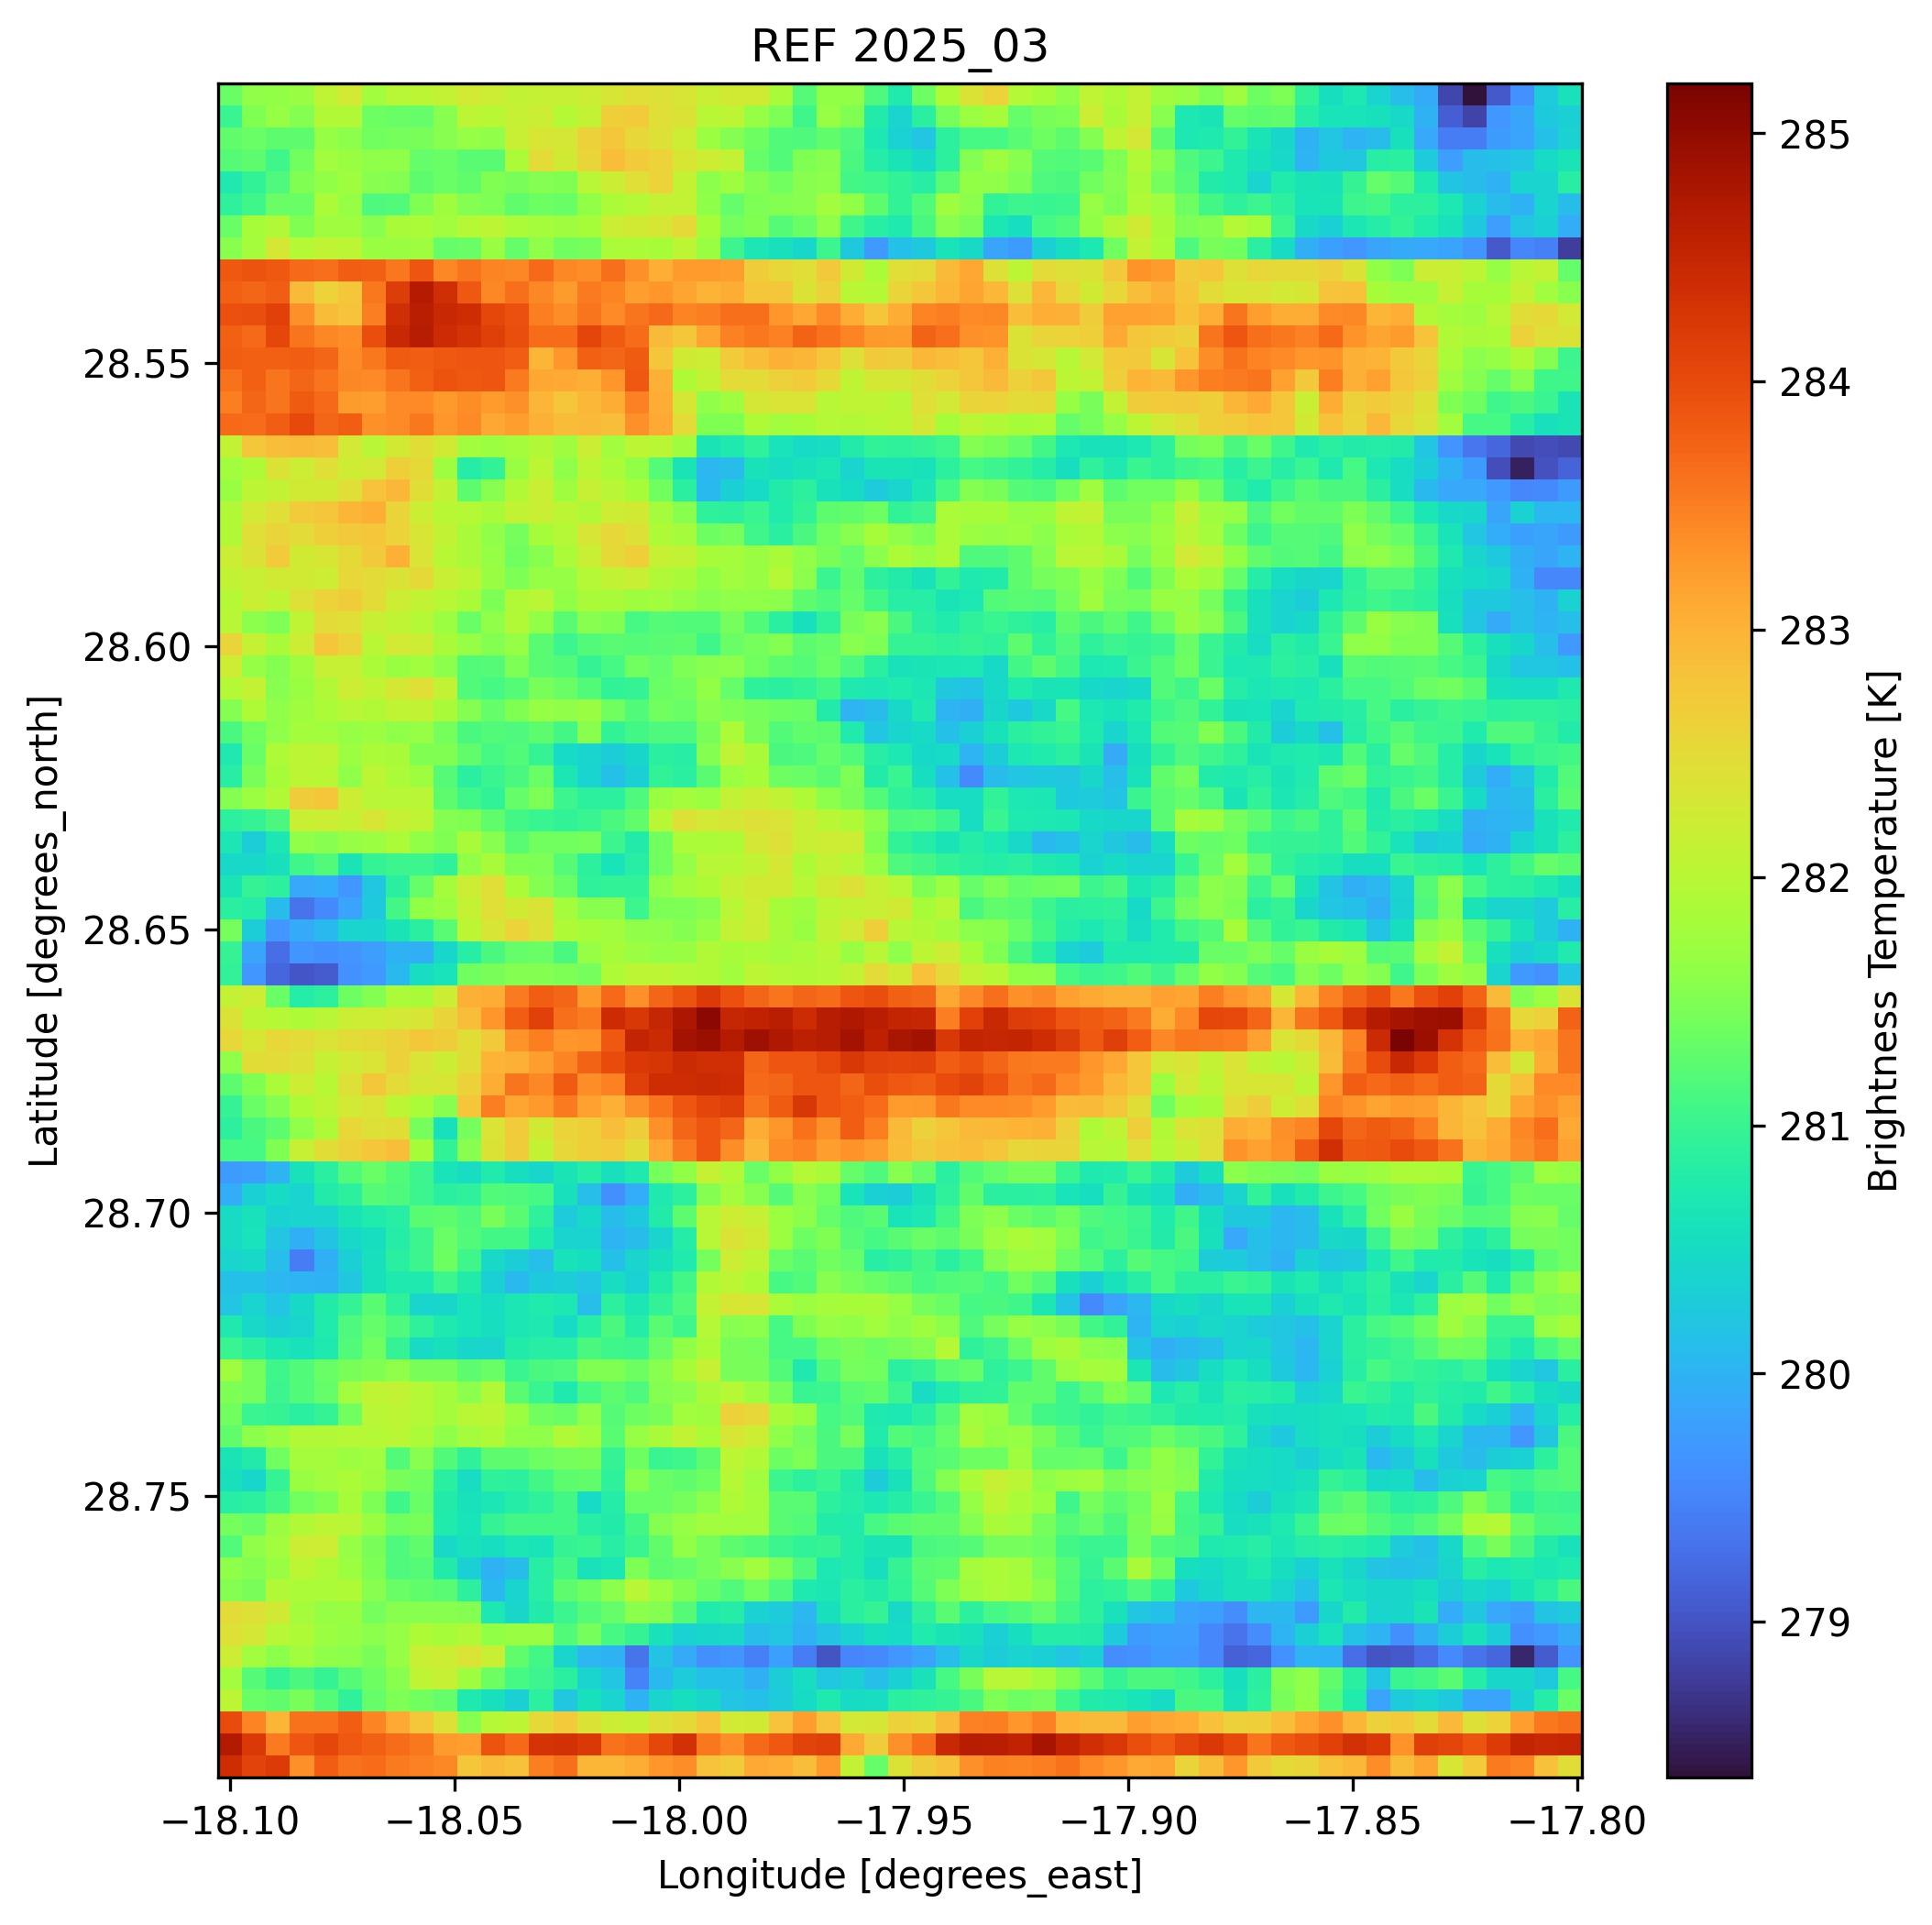 REF 2025_03
28.55
28.60
28.65
28.70
28.75
Latitude [degrees_north]
−18.10 −18.05 −18.00 −17.95 −17.90 −17.85 −17.80
Longitude [degrees_east]
285
284
283
282
281
280
279
Brightness Temperature [K]